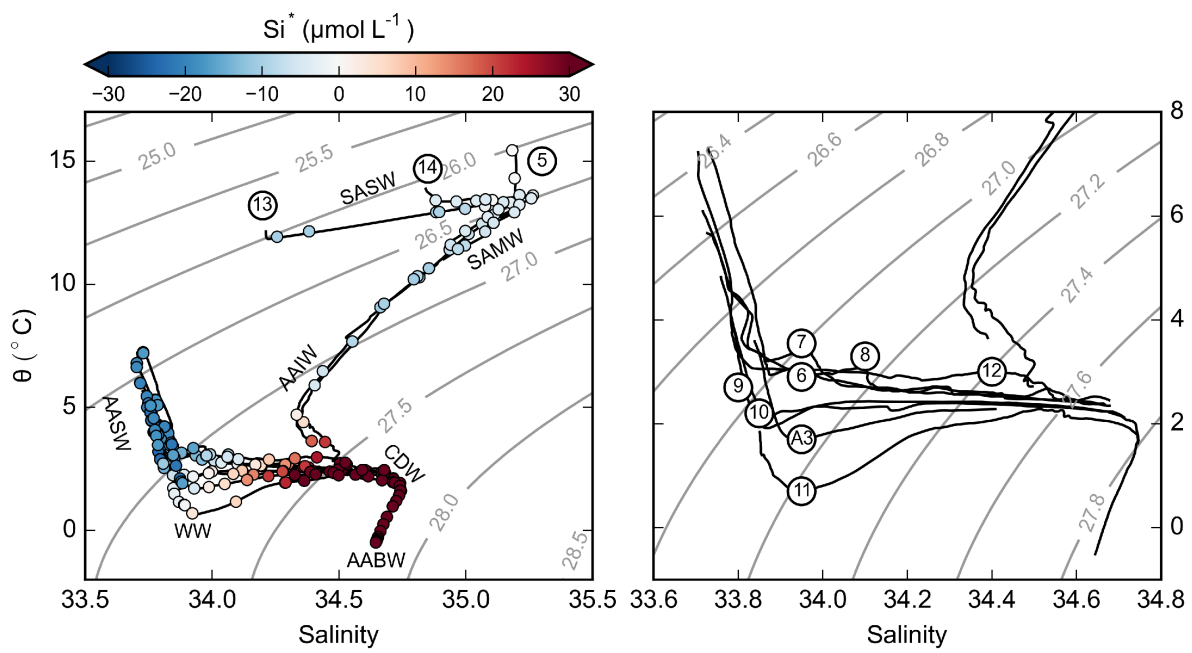 Si* (μmol L⁻¹)
−30 −20 −10 0 10 20 30
θ (°C)
15
10
5
0
33.5 34.0 34.5 35.0 35.5
Salinity
25.0
25.5
26.0
26.5
27.0
27.5
28.0
28.5
13
14
5
SASW
SAMW
AAIW
AASW
WW
CDW
AABW
8
6
4
2
0
33.6 33.8 34.0 34.2 34.4 34.6 34.8
Salinity
26.4
26.6
26.8
27.0
27.2
27.4
27.6
27.8
7
8
6
12
9
10
A3
11